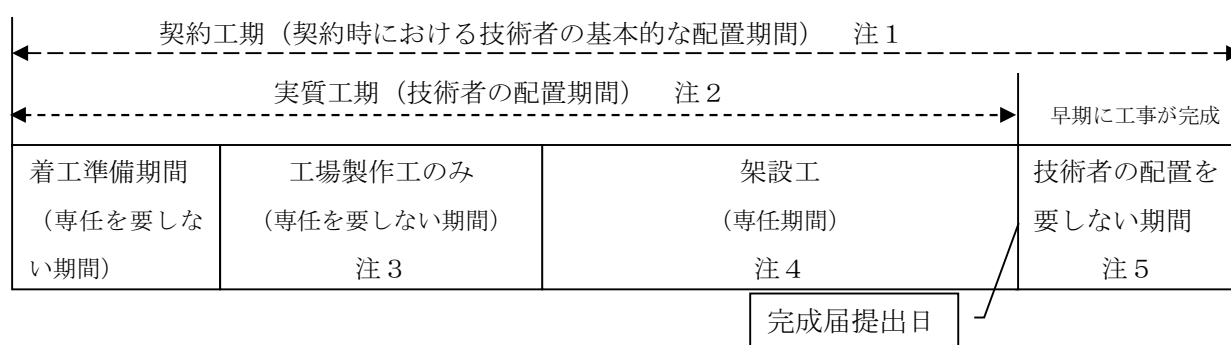 契約工期（契約時における技術者の基本的な配置期間） 注１
実質工期（技術者の配置期間） 注２
早期に工事が完成
着工準備期間
（専任を要しな
い期間）
工場製作工のみ
（専任を要しない期間）
注３
架設工
（専任期間）
注４
技術者の配置を
要しない期間
注５
完成届提出日